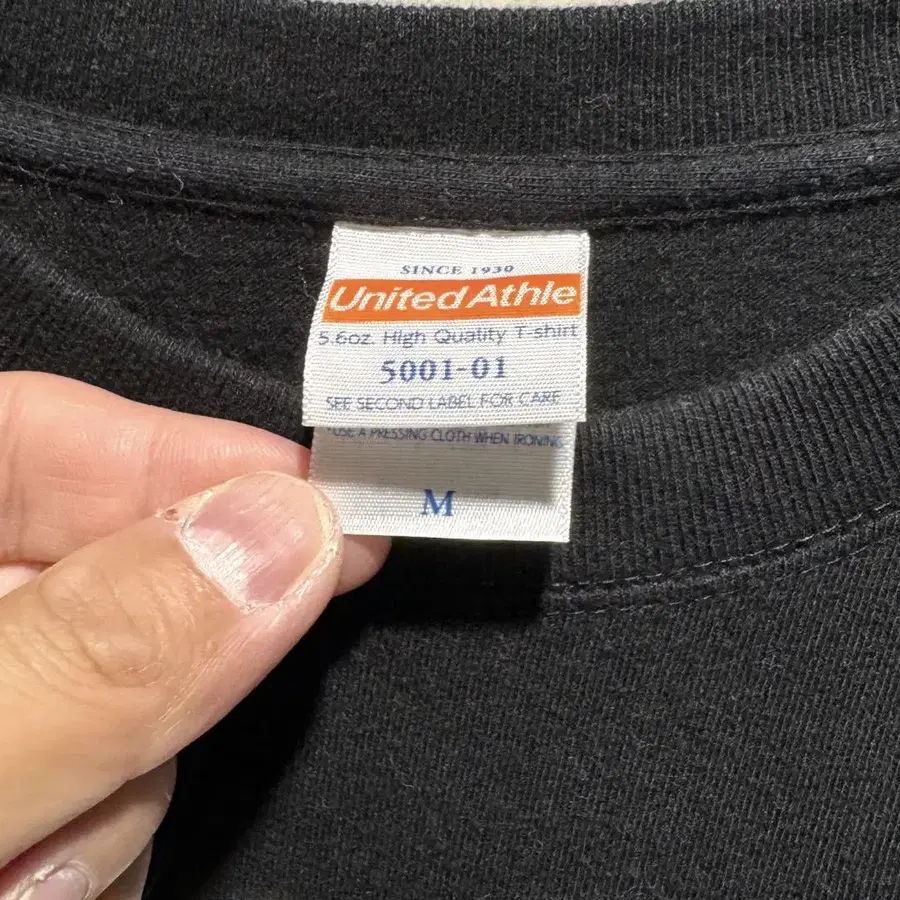 SINCE 1930
United Athle
5.6oz. High Quality T-shirt
5001-01
SEE SECOND LABEL FOR CARE
*USE A PRESSING CLOTH WHEN IRONING
M